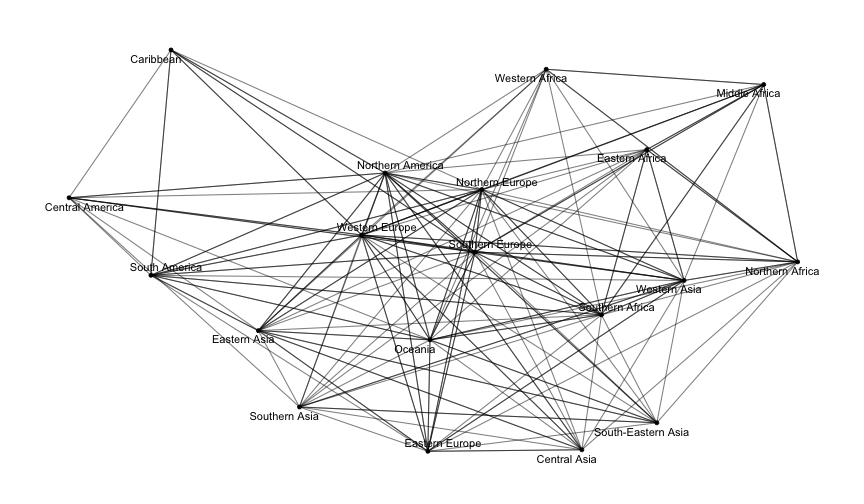 Caribbean
Western Africa
Middle Africa
Eastern Africa
Northern America
Northern Europe
Central America
Western Europe
Southern Europe
South America
Northern Africa
Western Asia
Southern Africa
Eastern Asia
Oceania
Southern Asia
South-Eastern Asia
Eastern Europe
Central Asia